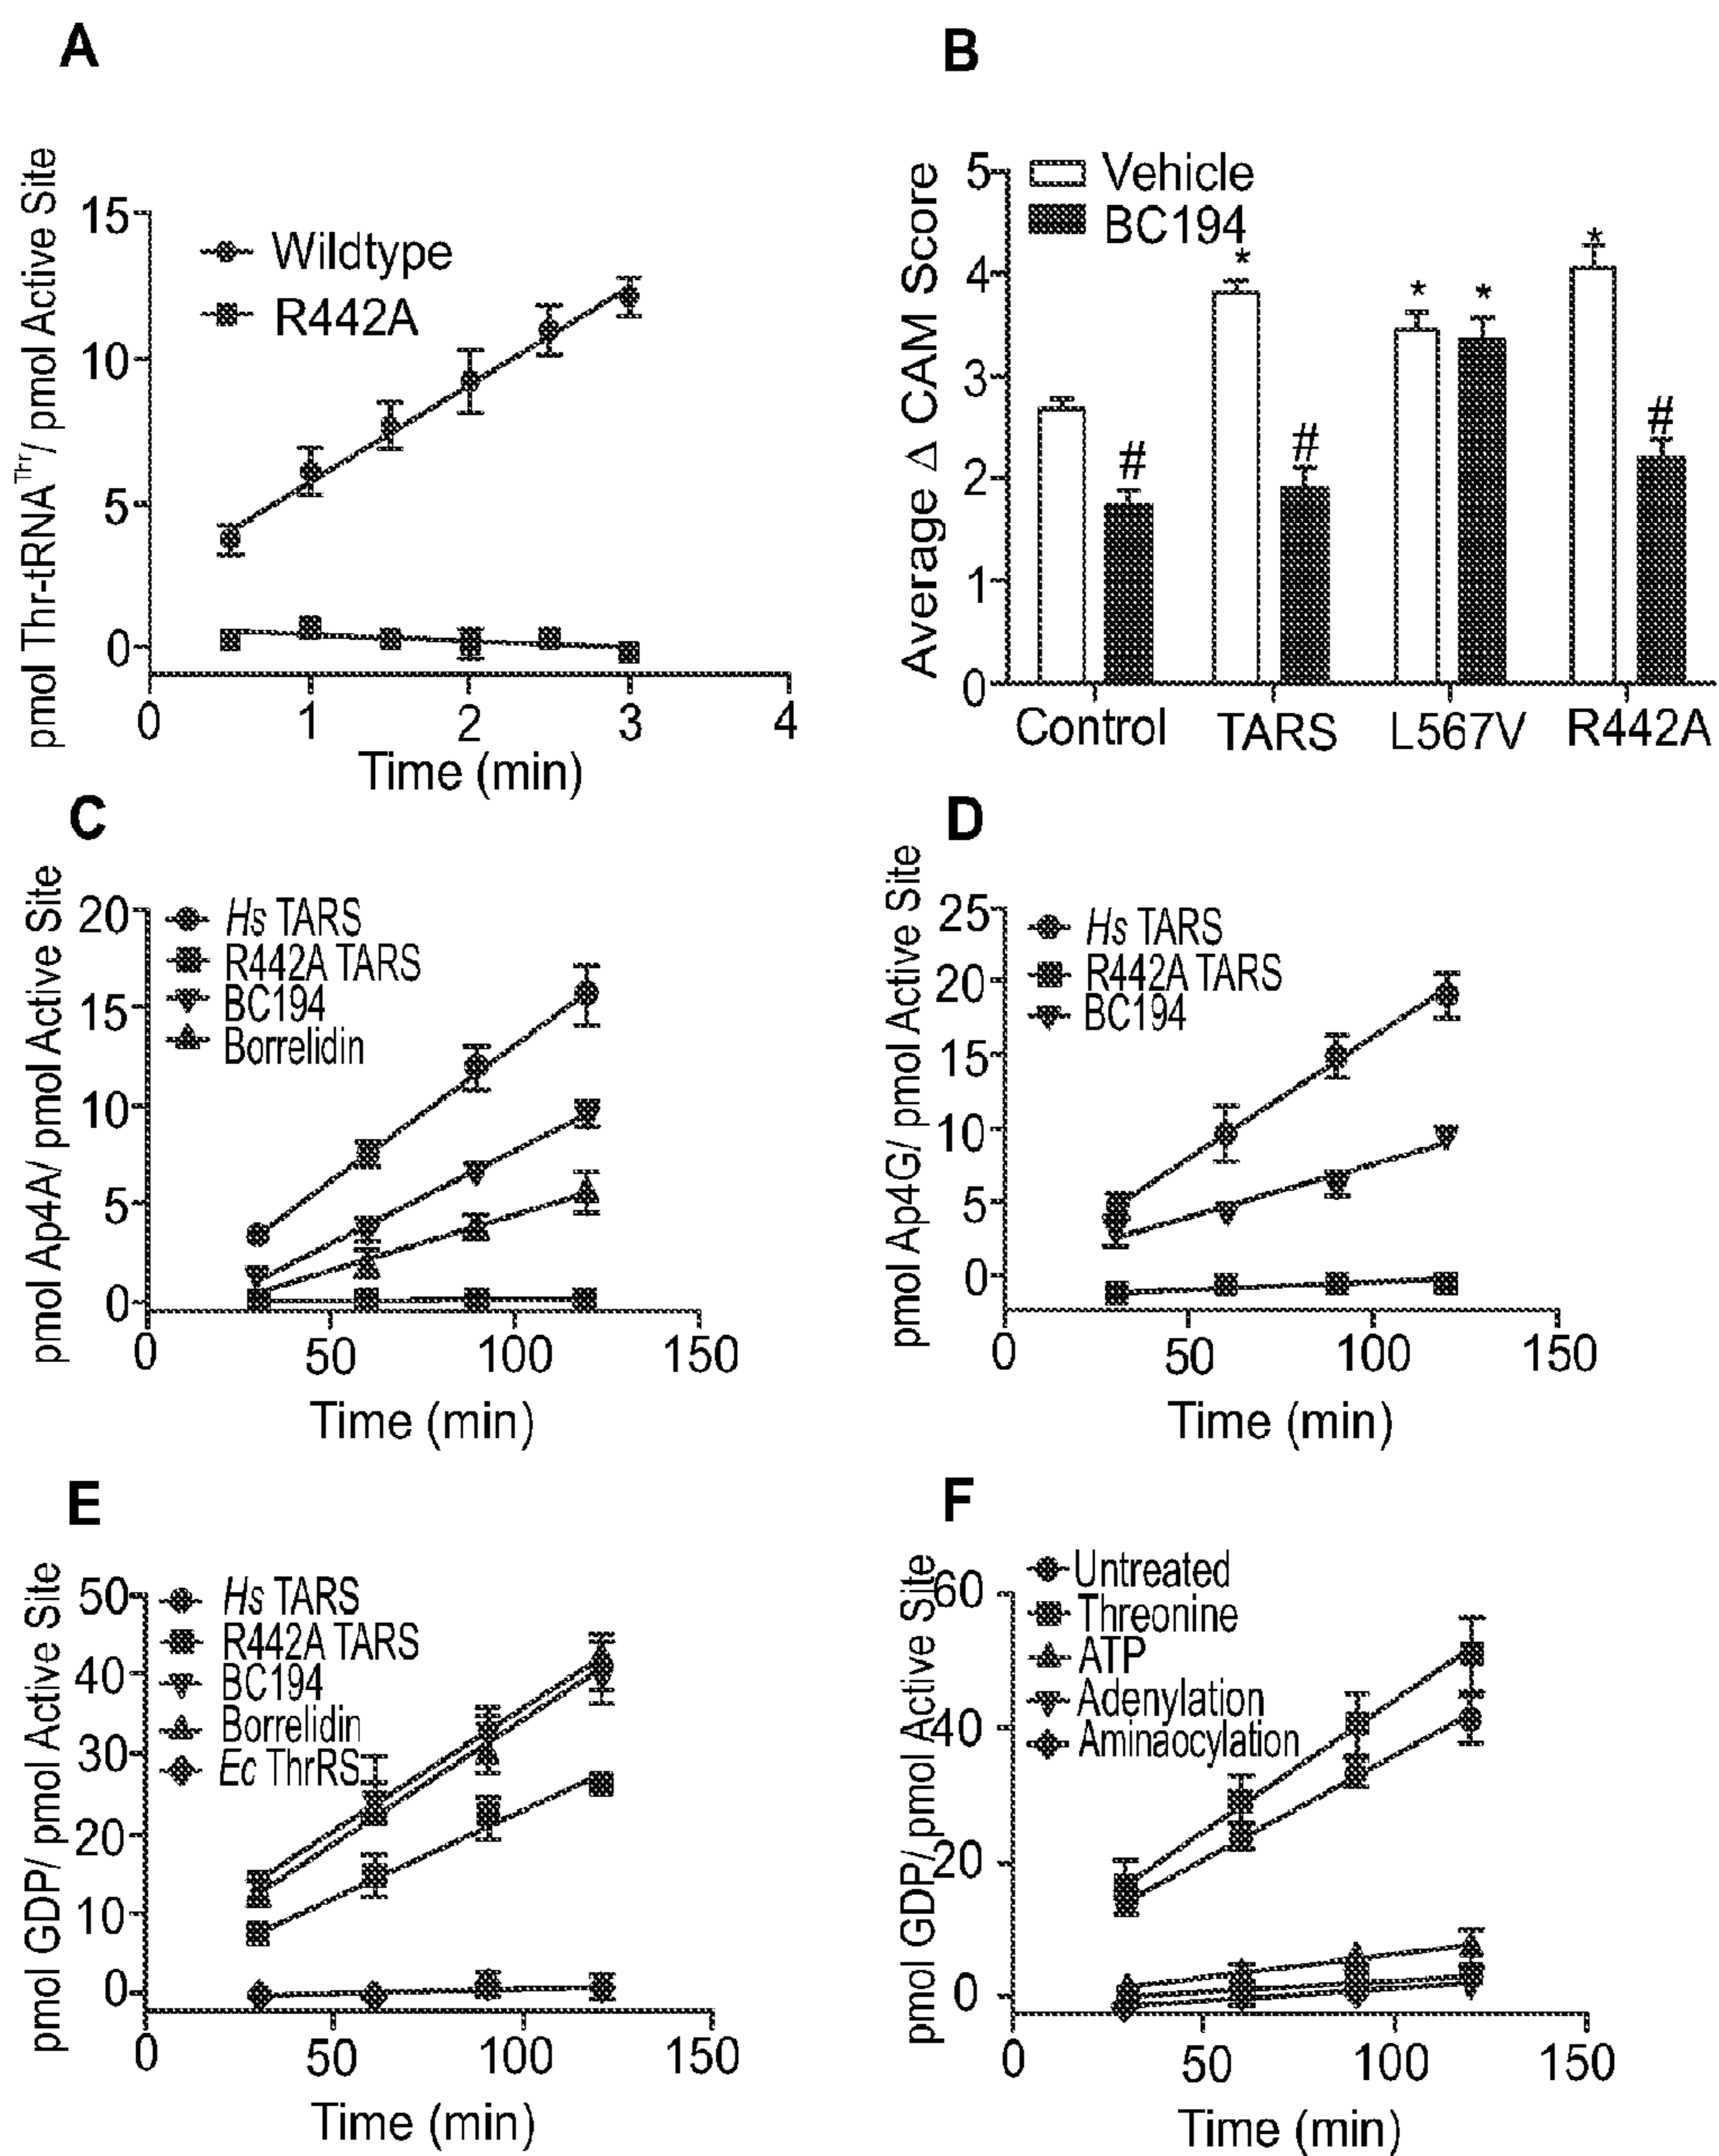 A
pmol Thr-tRNAᵀʰʳ/ pmol Active Site
15
10
5
0
Wildtype
R442A
0 1 2 3 4
Time (min)
B
Average Δ CAM Score
5
4
3
2
1
0
Vehicle
BC194
* * * *
# # #
Control TARS L567V R442A
C
pmol Ap4A/ pmol Active Site
20
15
10
5
0
Hs TARS
R442A TARS
BC194
Borrelidin
0 50 100 150
Time (min)
D
pmol Ap4G/ pmol Active Site
25
20
15
10
5
0
Hs TARS
R442A TARS
BC194
0 50 100 150
Time (min)
E
pmol GDP/ pmol Active Site
50
40
30
20
10
0
Hs TARS
R442A TARS
BC194
Borrelidin
Ec ThrRS
0 50 100 150
Time (min)
F
pmol GDP/ pmol Active Site
60
40
20
0
Untreated
Threonine
ATP
Adenylation
Aminaocylation
0 50 100 150
Time (min)